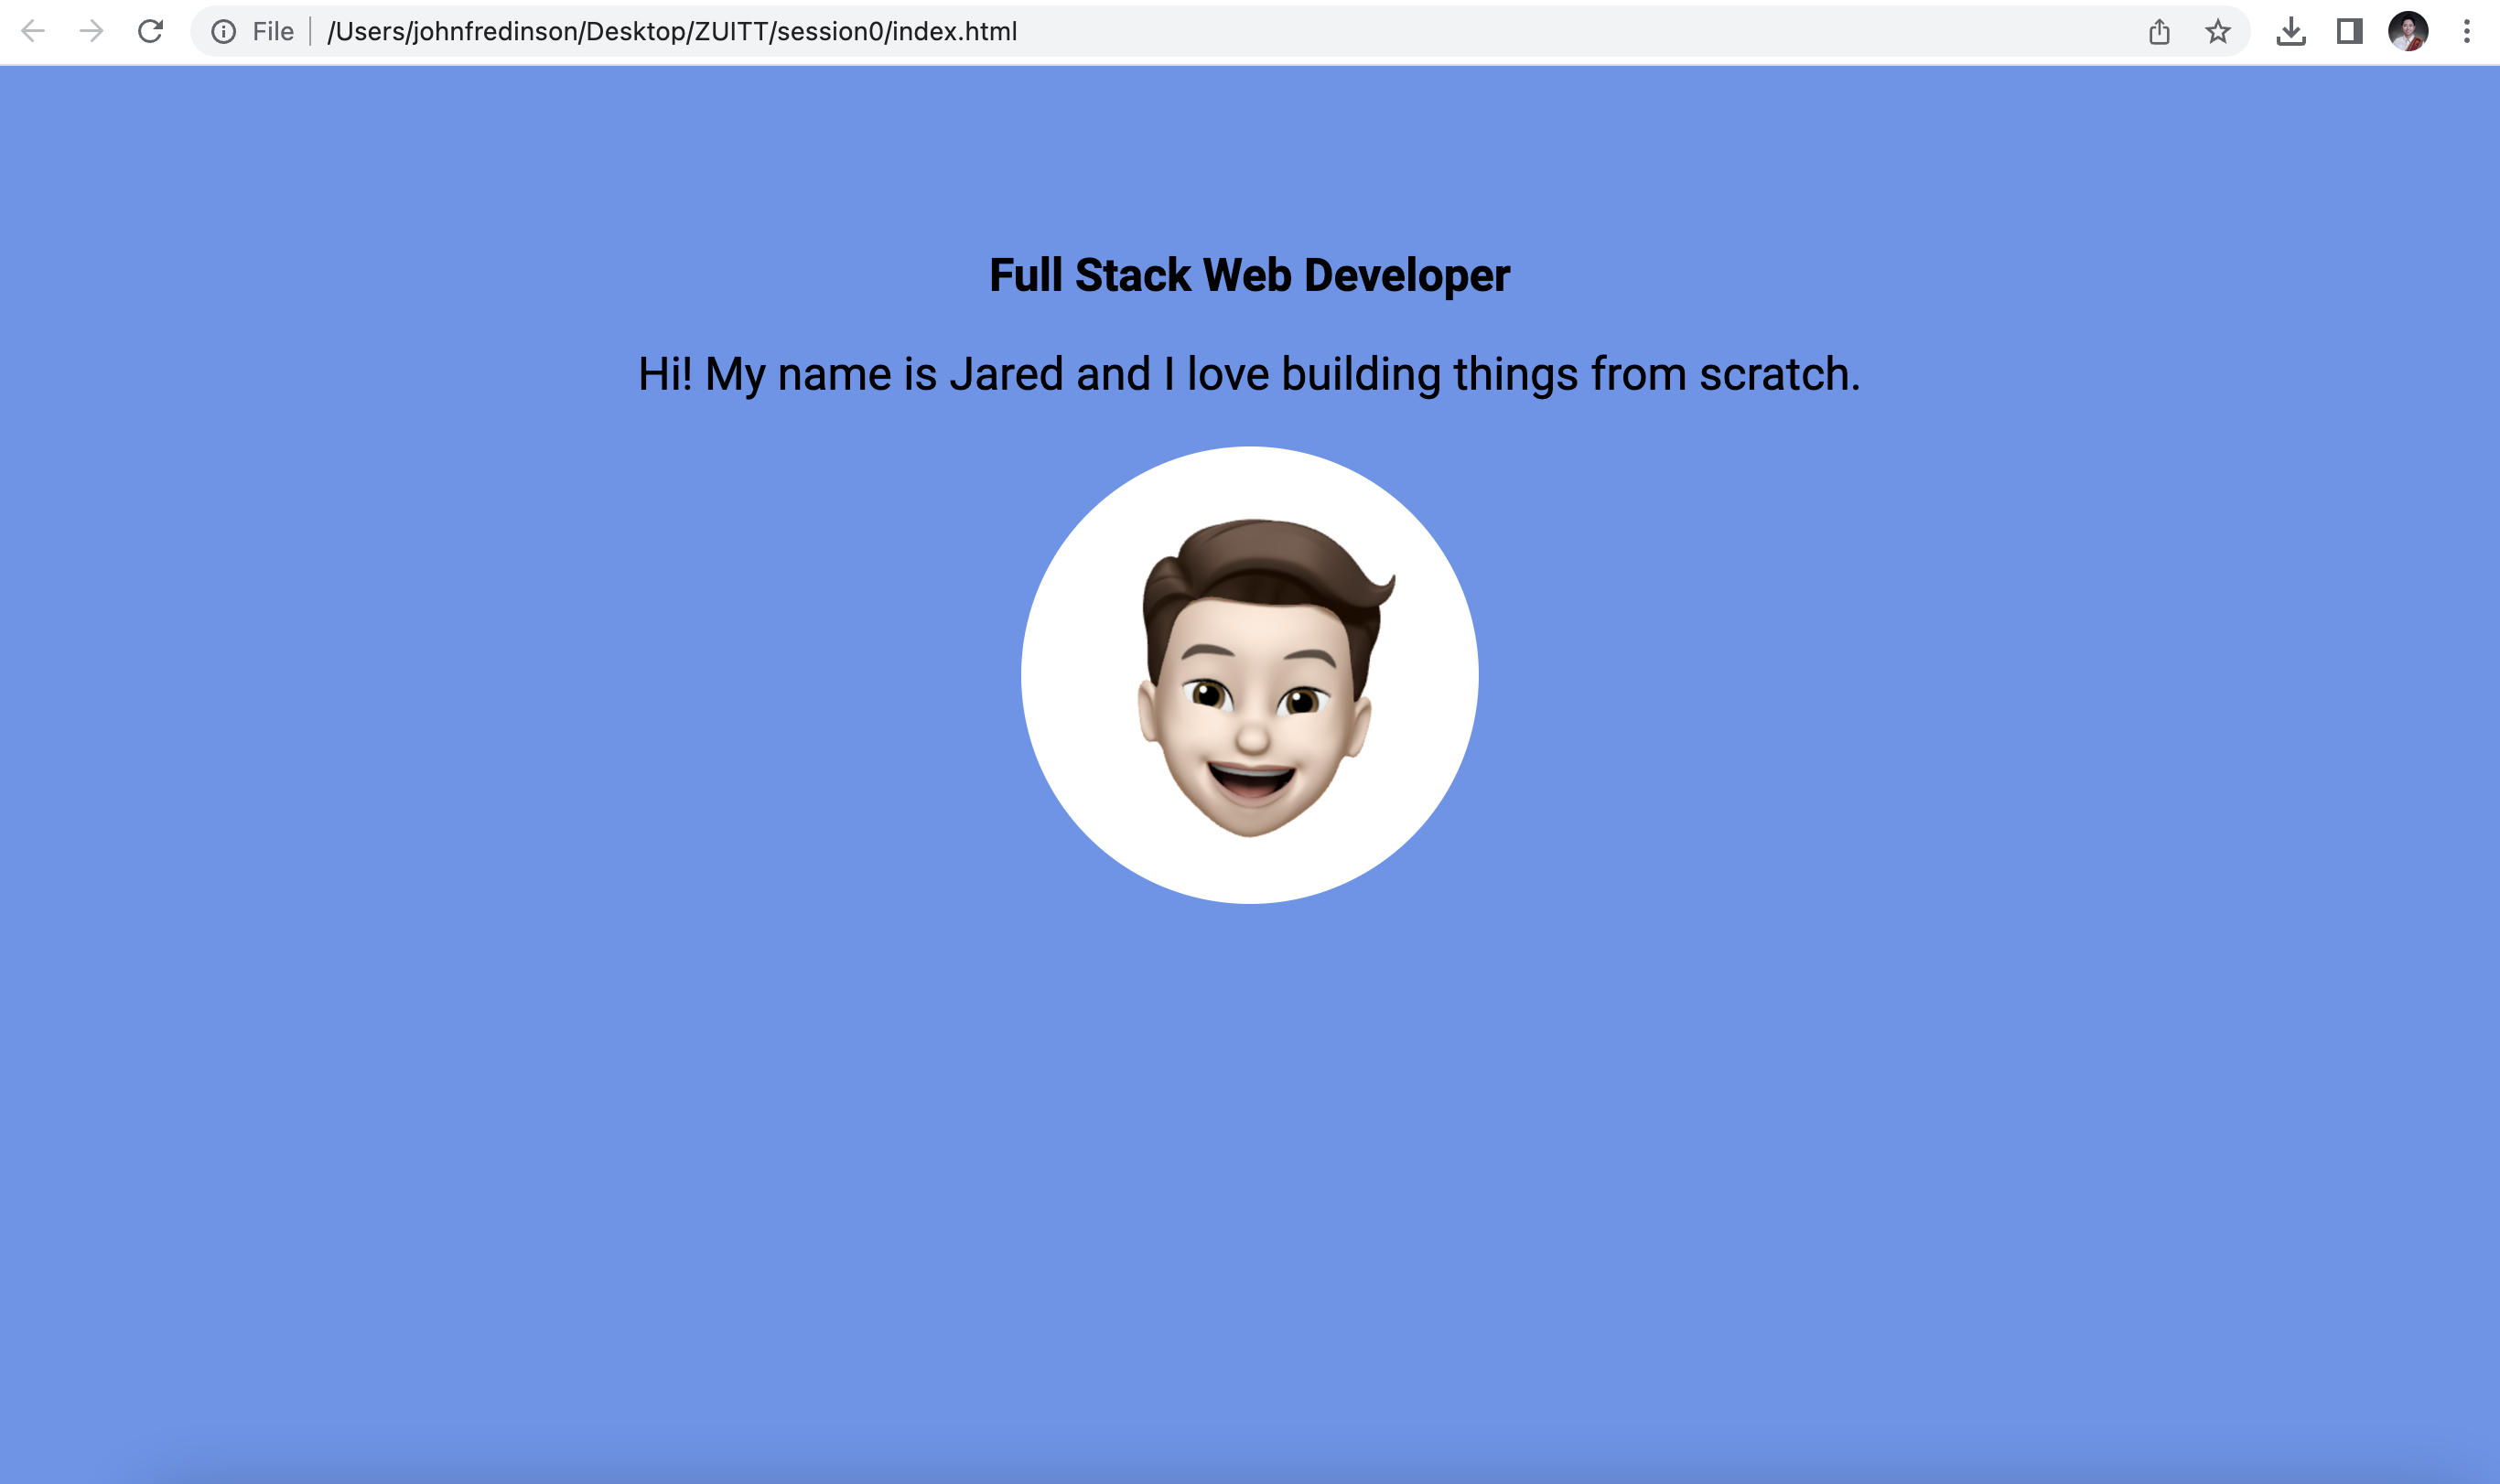 File /Users/johnfredinson/Desktop/ZUITT/session0/index.html
Full Stack Web Developer
Hi! My name is Jared and I love building things from scratch.